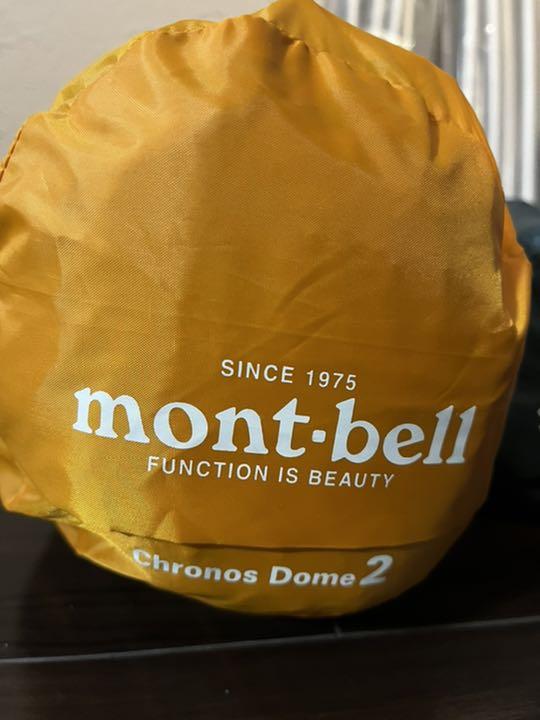 SINCE 1975
mont-bell
FUNCTION IS BEAUTY
Chronos Dome 2